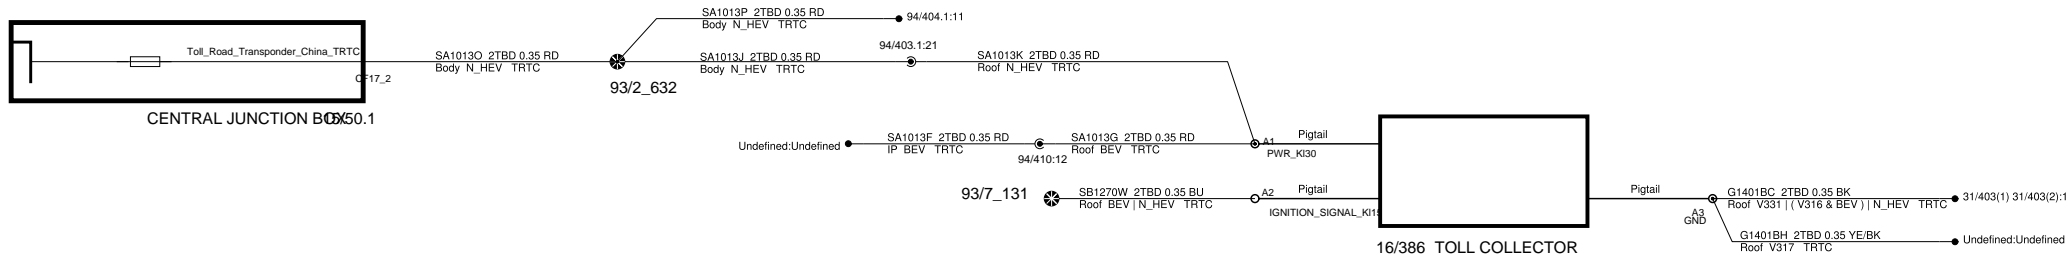 SA1013P 2TBD 0.35 RD
Body N_HEV TRTC
94/404.1:11
Toll_Road_Transponder_China_TRTC
CF17_2
SA1013O 2TBD 0.35 RD
Body N_HEV TRTC
SA1013J 2TBD 0.35 RD
Body N_HEV TRTC
94/403.1:21
SA1013K 2TBD 0.35 RD
Roof N_HEV TRTC
93/2_632
CENTRAL JUNCTION BOX
15/50.1
Undefined:Undefined
SA1013F 2TBD 0.35 RD
IP BEV TRTC
94/410:12
SA1013G 2TBD 0.35 RD
Roof BEV TRTC
A1
PWR_KI30
Pigtail
93/7_131
SB1270W 2TBD 0.35 BU
Roof BEV | N_HEV TRTC
A2
Pigtail
IGNITION_SIGNAL_KI15
16/386 TOLL COLLECTOR
Pigtail
A3
GND
G1401BC 2TBD 0.35 BK
Roof V331 | ( V316 & BEV ) | N_HEV TRTC
31/403(1) 31/403(2):1
G1401BH 2TBD 0.35 YE/BK
Roof V317 TRTC
Undefined:Undefined